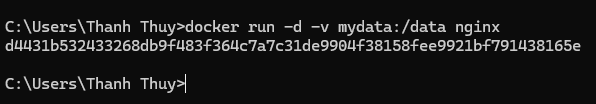 C:\Users\Thanh Thuy>docker run -d -v mydata:/data nginx
d4431b532433268db9f483f364c7a7c31de9904f38158fee9921bf791438165e
C:\Users\Thanh Thuy>